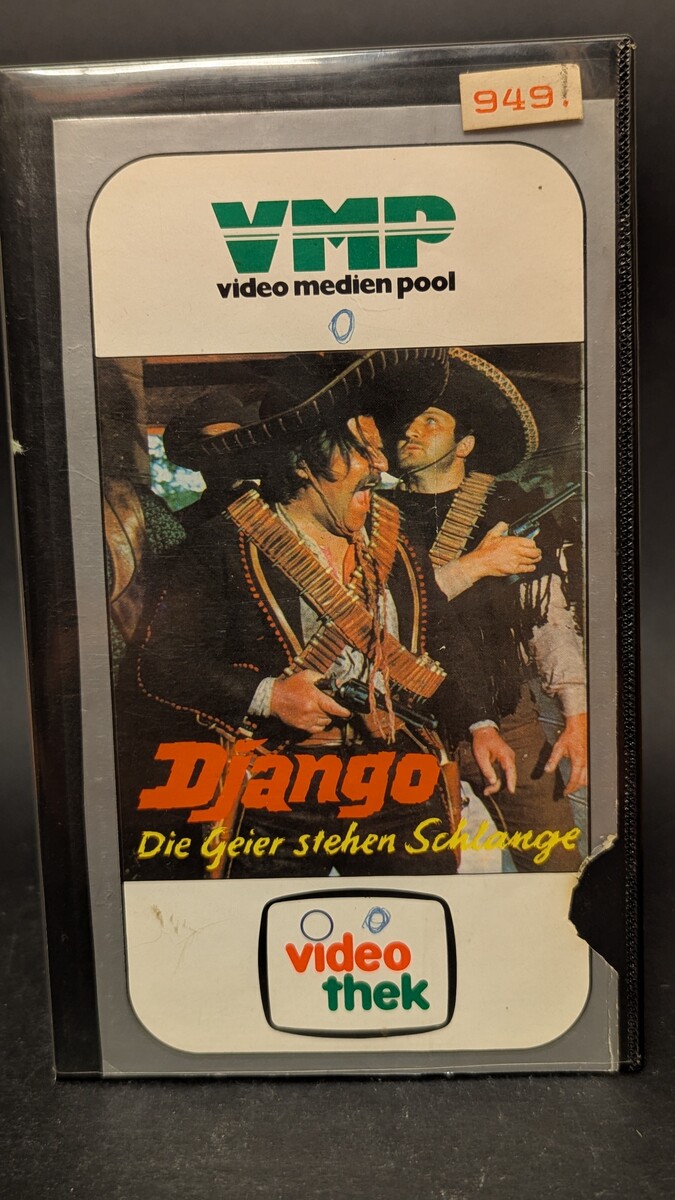 949.
VMP
video medien pool
Django
Die Geier stehen Schlange
video
thek